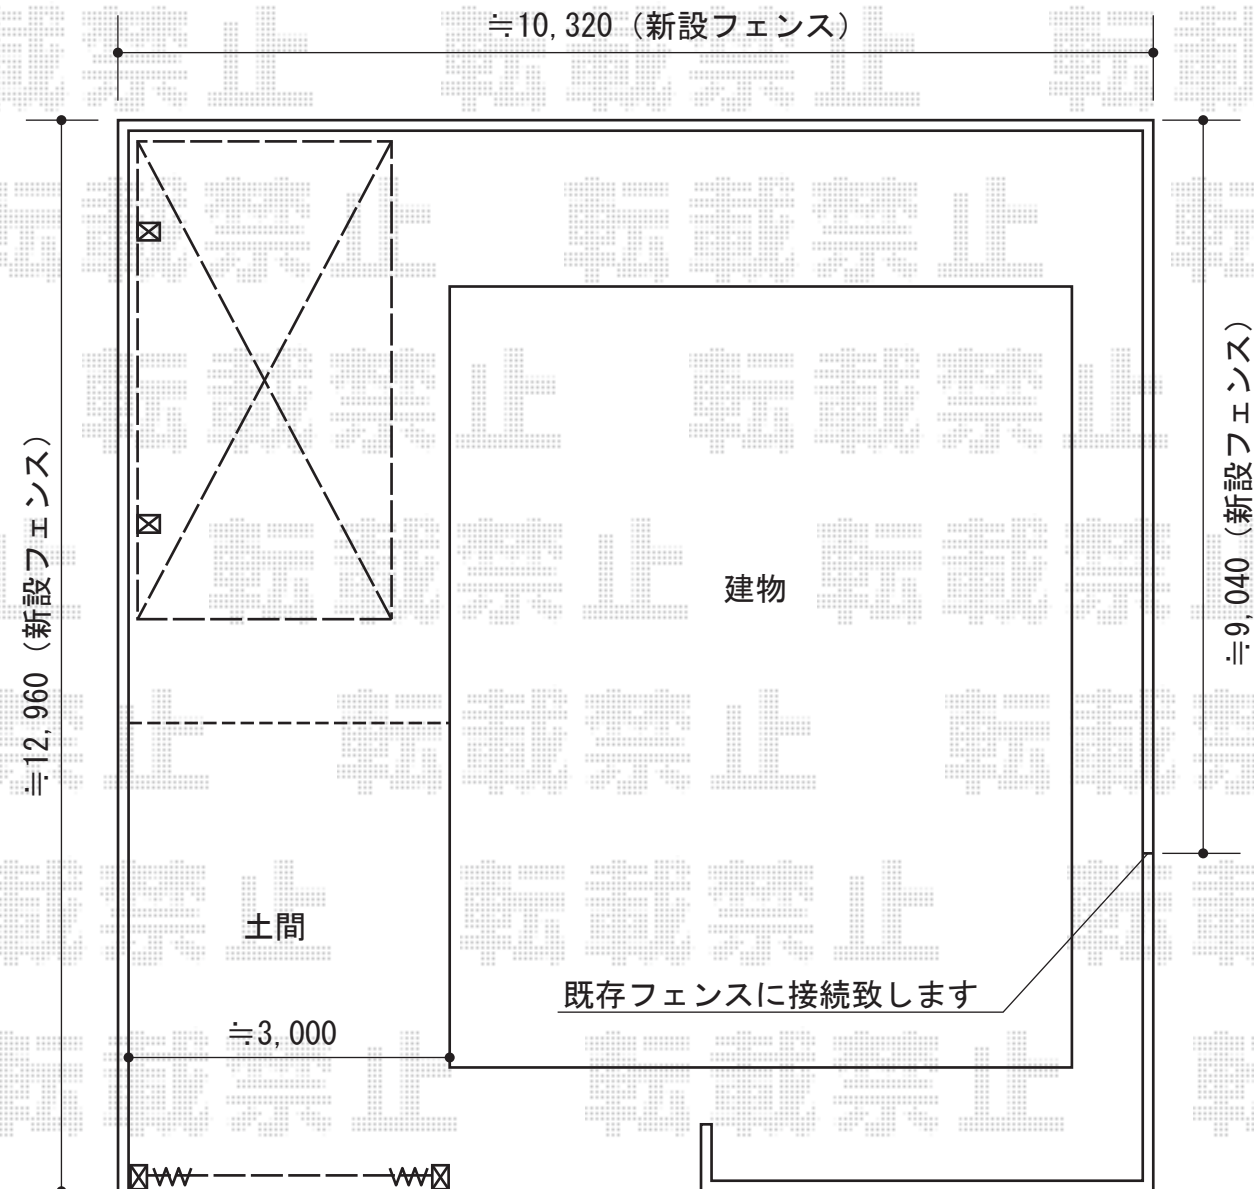 ≒10,320（新設フェンス）
≒12,960（新設フェンス）
≒9,040（新設フェンス）
建物
土間
既存フェンスに接続致します
≒3,000
転載禁止